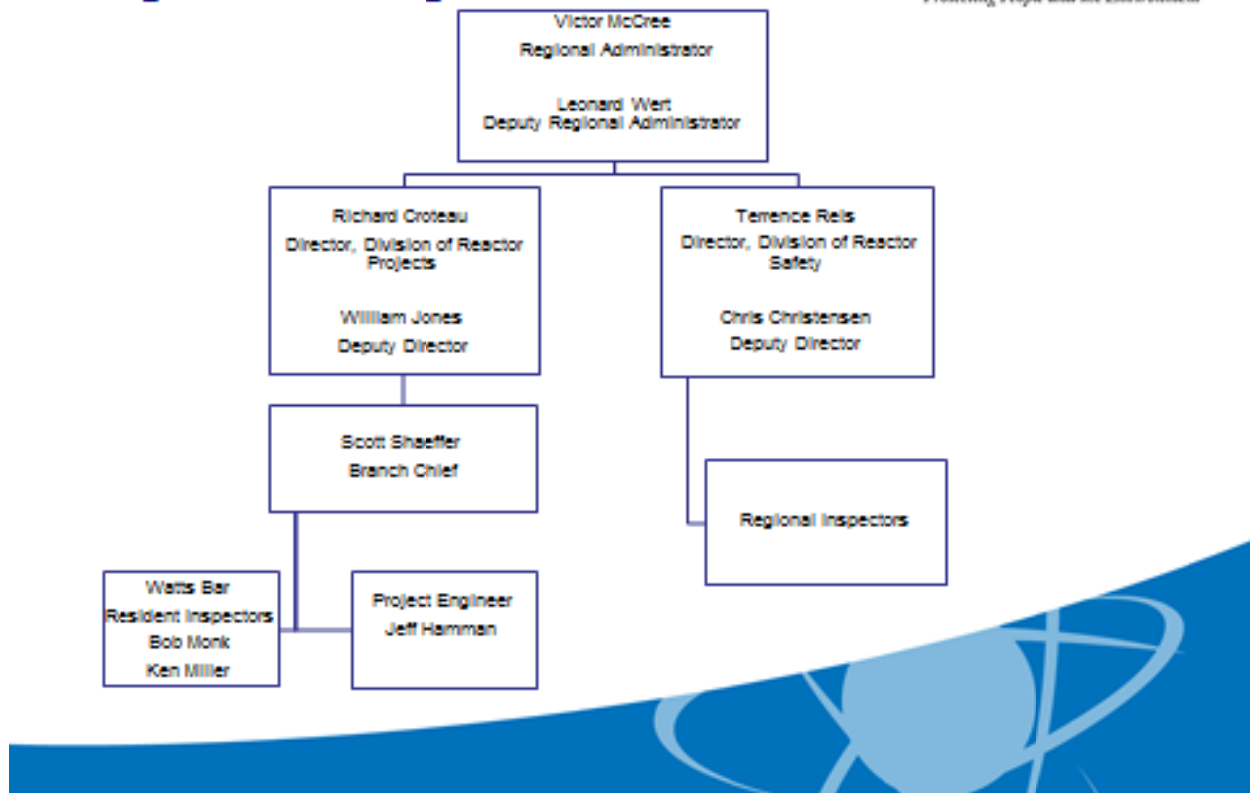 Victor McCree
Regional Administrator
Leonard Wert
Deputy Regional Administrator
Richard Croteau
Director, Division of Reactor
Projects
William Jones
Deputy Director
Terrence Reis
Director, Division of Reactor
Safety
Chris Christensen
Deputy Director
Scott Shaeffer
Branch Chief
Regional Inspectors
Watts Bar
Resident Inspectors
Bob Monk
Ken Miller
Project Engineer
Jeff Hamman